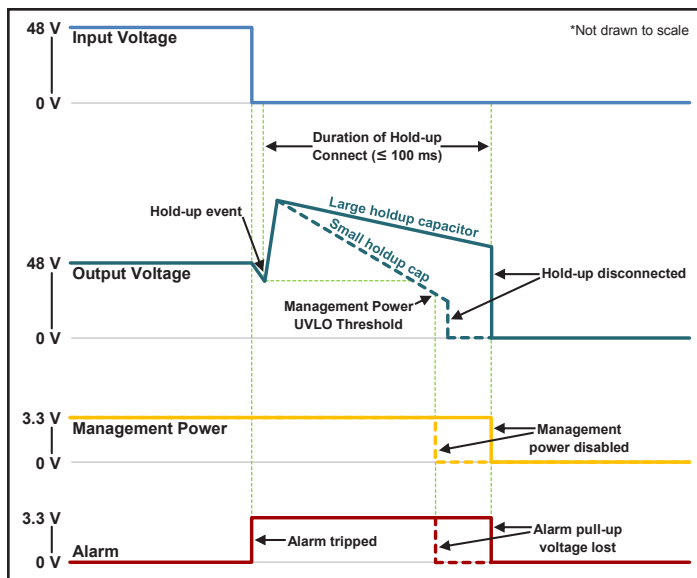 48 V
Input Voltage
*Not drawn to scale
0 V
Duration of Hold-up
Connect (≤ 100 ms)
Hold-up event
Large holdup capacitor
Small holdup cap
48 V
Output Voltage
Hold-up disconnected
Management Power
UVLO Threshold
0 V
3.3 V
Management Power
Management
power disabled
0 V
3.3 V
Alarm tripped
Alarm pull-up
voltage lost
0 V
Alarm